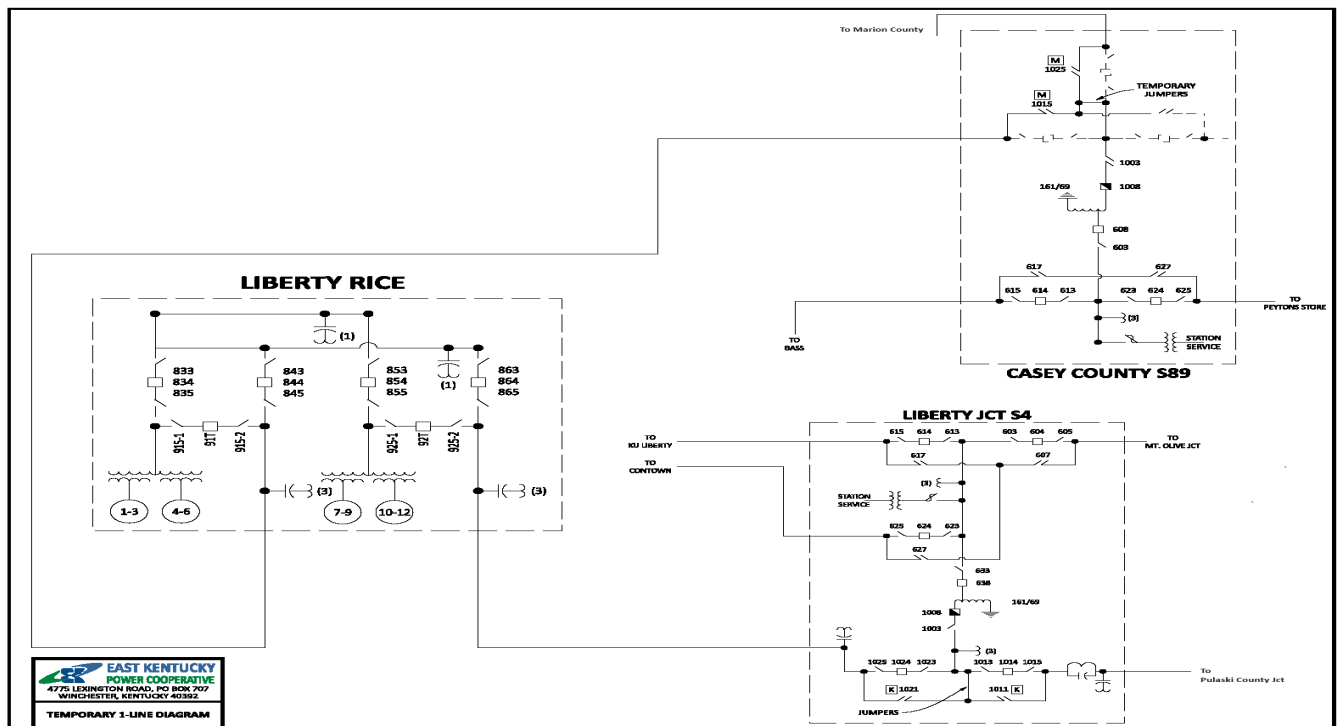 To Marion County
M
1025
TEMPORARY
JUMPERS
M
1015
1003
161/69
1008
608
603
617
627
615 614 613
623 624 625
TO
BASS
TO
PEYTONS STORE
(3)
STATION
SERVICE
CASEY COUNTY S89
LIBERTY RICE
(1)
(1)
833
834
835
843
844
845
853
854
855
863
864
865
915-1
91T
915-2
925-1
92T
925-2
1-3
4-6
(3)
7-9
10-12
(3)
LIBERTY JCT S4
TO
KU LIBERTY
615 614 613
603 604 605
TO
MT. OLIVE JCT
TO
CONTOWN
617
607
(3)
STATION
SERVICE
625 624 623
627
633
638
161/69
1008
1003
(3)
1025 1024 1023
1013 1014 1015
K 1021
1011 K
JUMPERS
To
Pulaski County Jct
EAST KENTUCKY
POWER COOPERATIVE
4775 LEXINGTON ROAD, PO BOX 707
WINCHESTER, KENTUCKY 40392
TEMPORARY 1-LINE DIAGRAM